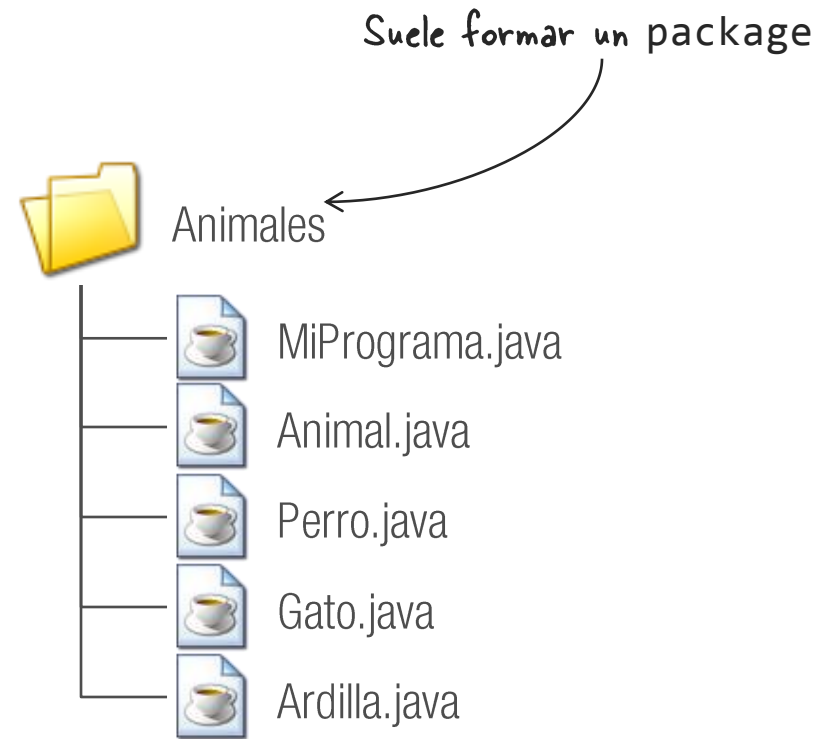 Suele formar un package
Animales
MiPrograma.java
Animal.java
Perro.java
Gato.java
Ardilla.java